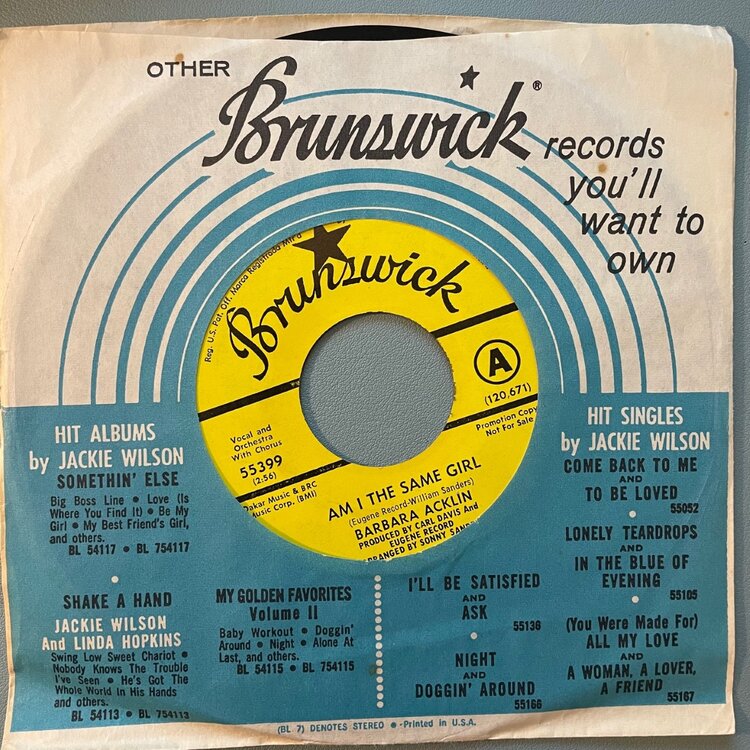 OTHER
Brunswick®
records
you'll
want to
own
Reg. U.S. Pat. Off. Marca Registrada
Brunswick
A
(120,671)
Vocal and
Orchestra
With Chorus
55399
(2:56)
Promotion Copy
Not For Sale
Dakar Music & BRC
Music Corp. (BMI)
AM I THE SAME GIRL
(Eugene Record-William Sanders)
BARBARA ACKLIN
PRODUCED BY CARL DAVIS And
EUGENE RECORD
ARRANGED BY SONNY
HIT ALBUMS
by JACKIE WILSON
SOMETHIN' ELSE
Big Boss Line • Love (Is
Where You Find It) • Be My
Girl • My Best Friend's Girl,
and others.
BL 54117 • BL 754117
SHAKE A HAND
JACKIE WILSON
And LINDA HOPKINS
Swing Low Sweet Chariot •
Nobody Knows The Trouble
I've Seen • He's Got The
Whole World In His Hands
and others.
BL 54113 • BL 754113
MY GOLDEN FAVORITES
Volume II
Baby Workout • Doggin'
Around • Night • Alone At
Last, and others.
BL 54115 • BL 754115
I'LL BE SATISFIED
AND
ASK
55136
NIGHT
AND
DOGGIN' AROUND
55166
HIT SINGLES
by JACKIE WILSON
COME BACK TO ME
AND
TO BE LOVED
55052
LONELY TEARDROPS
AND
IN THE BLUE OF
EVENING
55105
(You Were Made For)
ALL MY LOVE
AND
A WOMAN, A LOVER,
A FRIEND
55167
(BL 7) DENOTES STEREO • Printed in U.S.A.